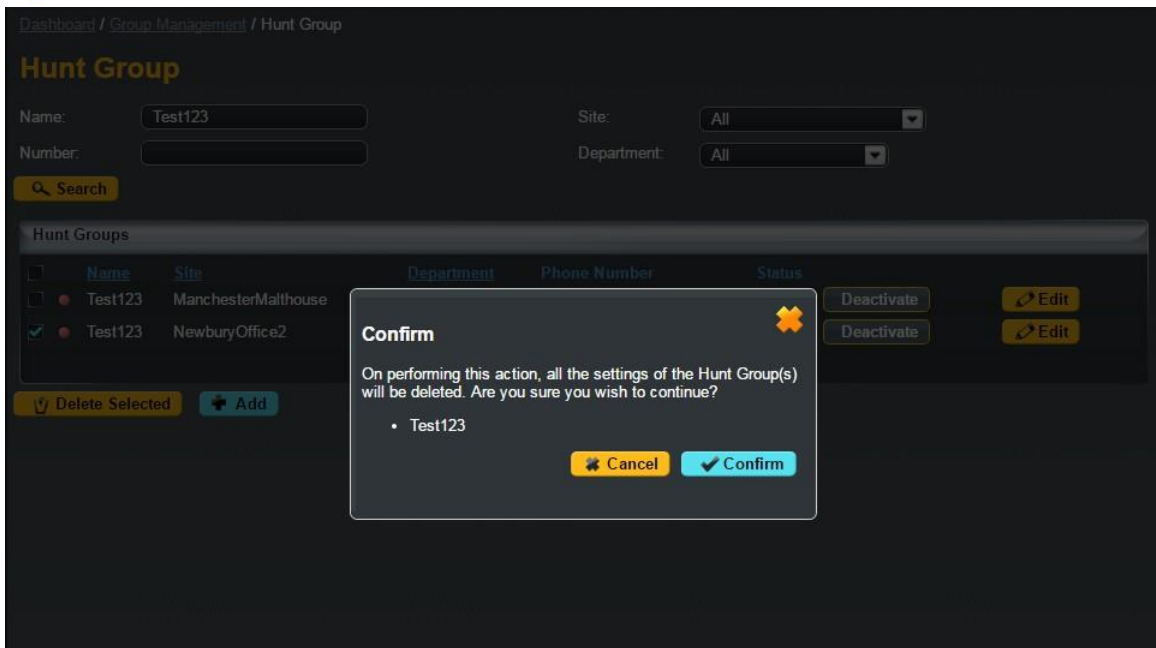 Dashboard / Group Management / Hunt Group
Hunt Group
Name: Test123 Site: All
Number: Department: All
Search
Hunt Groups
Name Site Department Phone Number Status
Test123 ManchesterMalthouse Deactivate Edit
Test123 NewburyOffice2 Deactivate Edit
Delete Selected Add
Confirm
On performing this action, all the settings of the Hunt Group(s)
will be deleted. Are you sure you wish to continue?
• Test123
Cancel Confirm